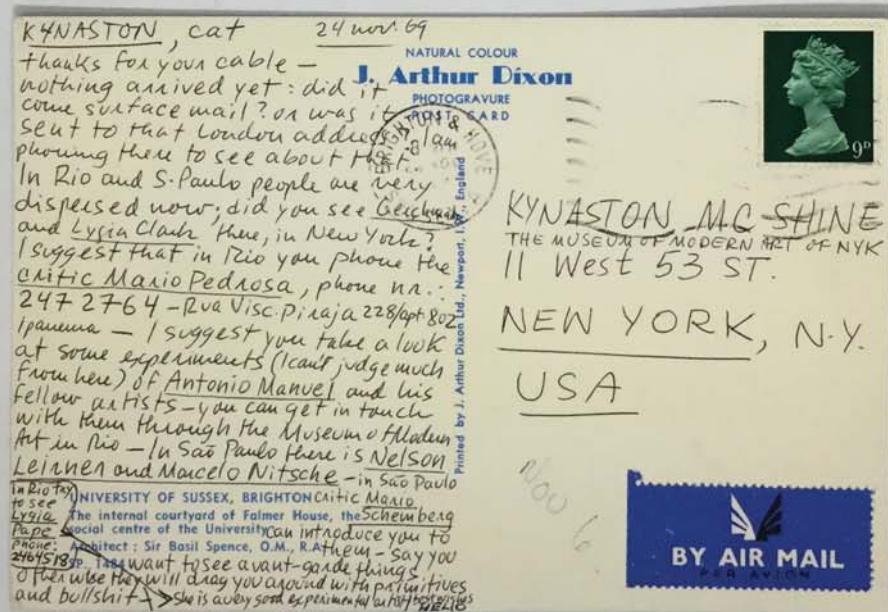 KYNASTON, cat 24 nov. 69
thanks for your cable –
nothing arrived yet: did it
come surface mail? or was it
sent to that London address?
phoning there to see about that.
In Rio and S. Paulo people are very
dispersed now; did you see Gerchman
and Lygia Clark there, in New York?
I suggest that in Rio you phone the
critic Mario Pedrosa, phone nr.:
247 2764 – Rua Visc. Piraja 228/apt. 802
Ipanema – I suggest you take a look
at some experiments (I can't judge much
from here) of Antonio Manuel and his
fellow artists – you can get in touch
with them through the Museum of Modern
Art in Rio – In São Paulo there is Nelson
Leirner and Marcelo Nitsche – in São Paulo
critic Mario
Schemberg
can introduce you to
them – say you
want to see avant-garde things
otherwise they will drag you around with primitives
and bullshit –
in Rio try
to see
Lygia
Pape
phone:
2464518
She is a very good experimental artist best wishes
HELIO
UNIVERSITY OF SUSSEX, BRIGHTON
The internal courtyard of Falmer House, the
social centre of the University
Architect : Sir Basil Spence, O.M., R.A.
SP. 1484
NATURAL COLOUR
J. Arthur Dixon
PHOTOGRAVURE
POST CARD
Printed by J. Arthur Dixon Ltd., Newport, I.W., England
BRIGHTON & HOVE
9D
KYNASTON MC SHINE
THE MUSEUM OF MODERN ART OF NYK
11 West 53 ST.
NEW YORK, N.Y.
USA
Nou 6
BY AIR MAIL
PAR AVION